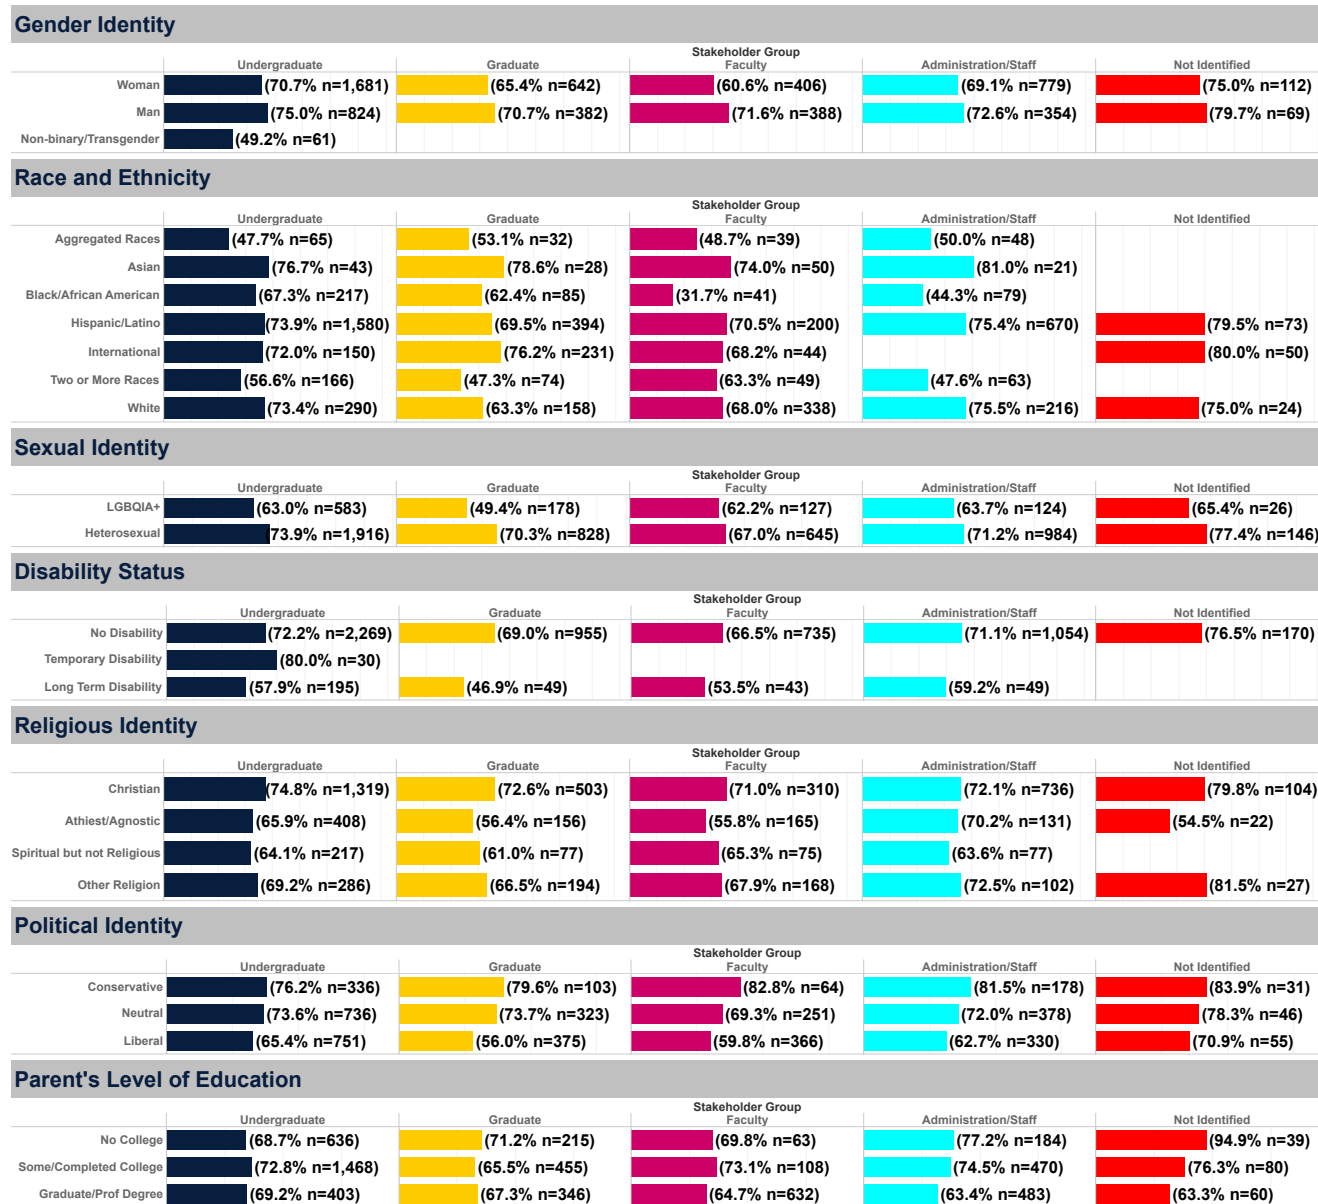 Gender Identity
Stakeholder Group
Undergraduate Graduate Faculty Administration/Staff Not Identified
Woman (70.7% n=1,681) (65.4% n=642) (60.6% n=406) (69.1% n=779) (75.0% n=112)
Man (75.0% n=824) (70.7% n=382) (71.6% n=388) (72.6% n=354) (79.7% n=69)
Non-binary/Transgender (49.2% n=61)
Race and Ethnicity
Stakeholder Group
Undergraduate Graduate Faculty Administration/Staff Not Identified
Aggregated Races (47.7% n=65) (53.1% n=32) (48.7% n=39) (50.0% n=48)
Asian (76.7% n=43) (78.6% n=28) (74.0% n=50) (81.0% n=21)
Black/African American (67.3% n=217) (62.4% n=85) (31.7% n=41) (44.3% n=79)
Hispanic/Latino (73.9% n=1,580) (69.5% n=394) (70.5% n=200) (75.4% n=670) (79.5% n=73)
International (72.0% n=150) (76.2% n=231) (68.2% n=44) (80.0% n=50)
Two or More Races (56.6% n=166) (47.3% n=74) (63.3% n=49) (47.6% n=63)
White (73.4% n=290) (63.3% n=158) (68.0% n=338) (75.5% n=216) (75.0% n=24)
Sexual Identity
Stakeholder Group
Undergraduate Graduate Faculty Administration/Staff Not Identified
LGBQIA+ (63.0% n=583) (49.4% n=178) (62.2% n=127) (63.7% n=124) (65.4% n=26)
Heterosexual (73.9% n=1,916) (70.3% n=828) (67.0% n=645) (71.2% n=984) (77.4% n=146)
Disability Status
Stakeholder Group
Undergraduate Graduate Faculty Administration/Staff Not Identified
No Disability (72.2% n=2,269) (69.0% n=955) (66.5% n=735) (71.1% n=1,054) (76.5% n=170)
Temporary Disability (80.0% n=30)
Long Term Disability (57.9% n=195) (46.9% n=49) (53.5% n=43) (59.2% n=49)
Religious Identity
Stakeholder Group
Undergraduate Graduate Faculty Administration/Staff Not Identified
Christian (74.8% n=1,319) (72.6% n=503) (71.0% n=310) (72.1% n=736) (79.8% n=104)
Athiest/Agnostic (65.9% n=408) (56.4% n=156) (55.8% n=165) (70.2% n=131) (54.5% n=22)
Spiritual but not Religious (64.1% n=217) (61.0% n=77) (65.3% n=75) (63.6% n=77)
Other Religion (69.2% n=286) (66.5% n=194) (67.9% n=168) (72.5% n=102) (81.5% n=27)
Political Identity
Stakeholder Group
Undergraduate Graduate Faculty Administration/Staff Not Identified
Conservative (76.2% n=336) (79.6% n=103) (82.8% n=64) (81.5% n=178) (83.9% n=31)
Neutral (73.6% n=736) (73.7% n=323) (69.3% n=251) (72.0% n=378) (78.3% n=46)
Liberal (65.4% n=751) (56.0% n=375) (59.8% n=366) (62.7% n=330) (70.9% n=55)
Parent's Level of Education
Stakeholder Group
Undergraduate Graduate Faculty Administration/Staff Not Identified
No College (68.7% n=636) (71.2% n=215) (69.8% n=63) (77.2% n=184) (94.9% n=39)
Some/Completed College (72.8% n=1,468) (65.5% n=455) (73.1% n=108) (74.5% n=470) (76.3% n=80)
Graduate/Prof Degree (69.2% n=403) (67.3% n=346) (64.7% n=632) (63.4% n=483) (63.3% n=60)